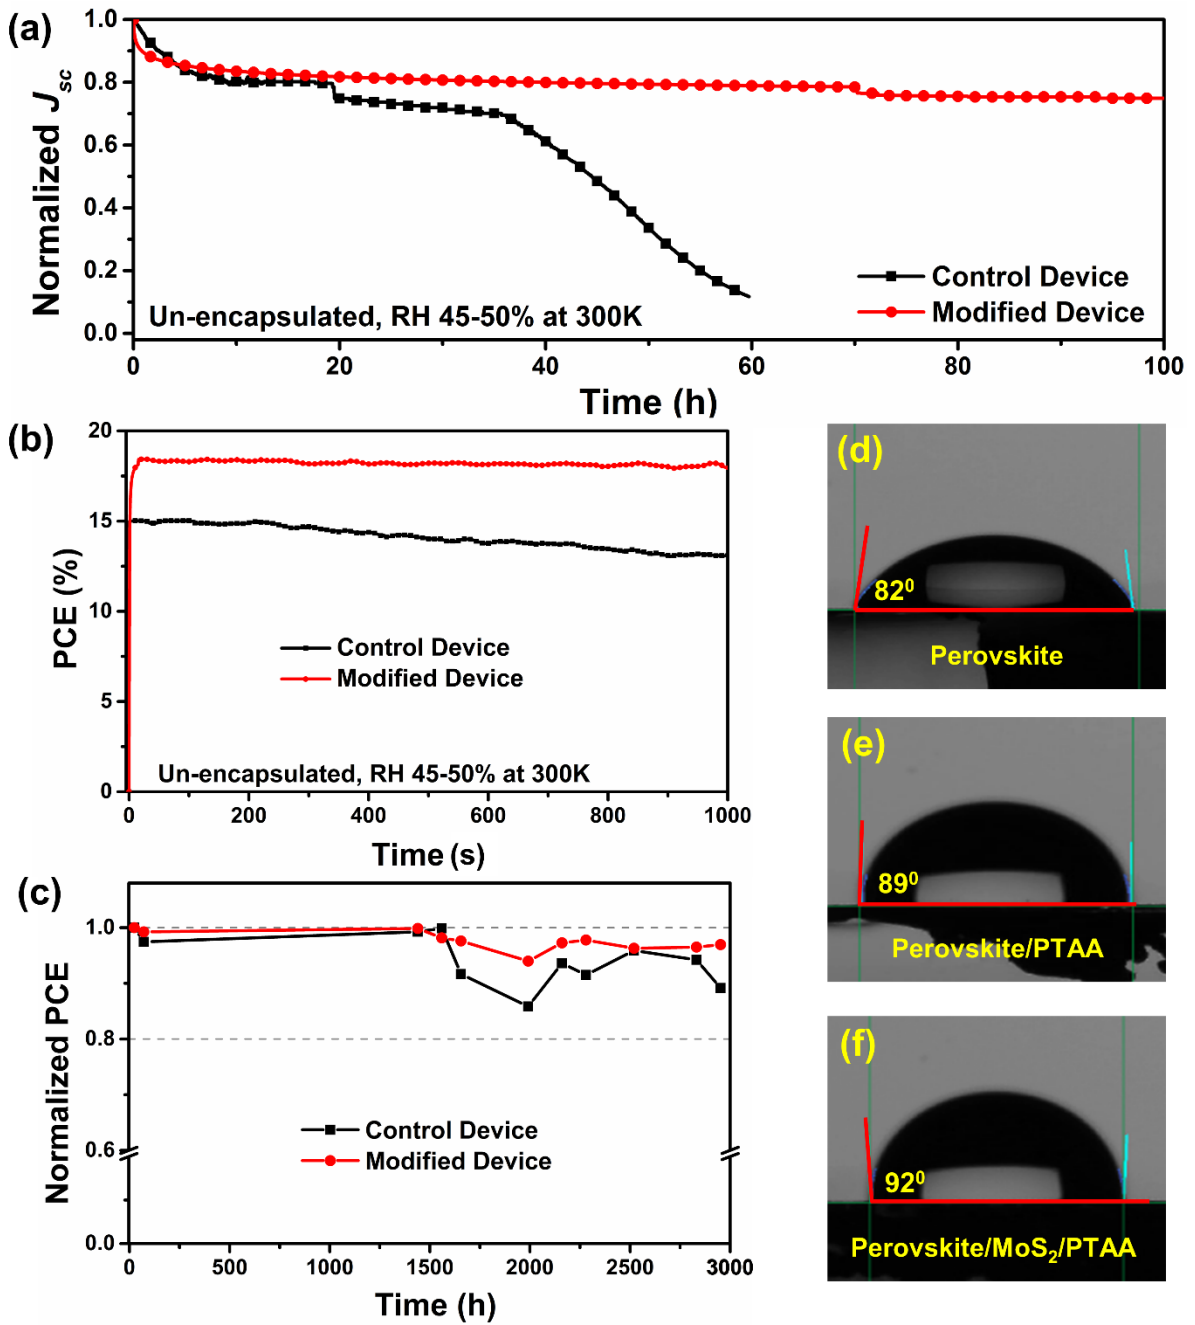 (a)
Normalized Jsc
1.0
0.8
0.6
0.4
0.2
0.0
Control Device
Modified Device
Un-encapsulated, RH 45-50% at 300K
0 20 40 60 80 100
Time (h)
(b)
PCE (%)
20
15
10
5
0
Control Device
Modified Device
Un-encapsulated, RH 45-50% at 300K
0 200 400 600 800 1000
Time (s)
(c)
Normalized PCE
1.0
0.8
0.6
0.0
Control Device
Modified Device
0 500 1000 1500 2000 2500 3000
Time (h)
(d)
82⁰
Perovskite
(e)
89⁰
Perovskite/PTAA
(f)
92⁰
Perovskite/MoS₂/PTAA